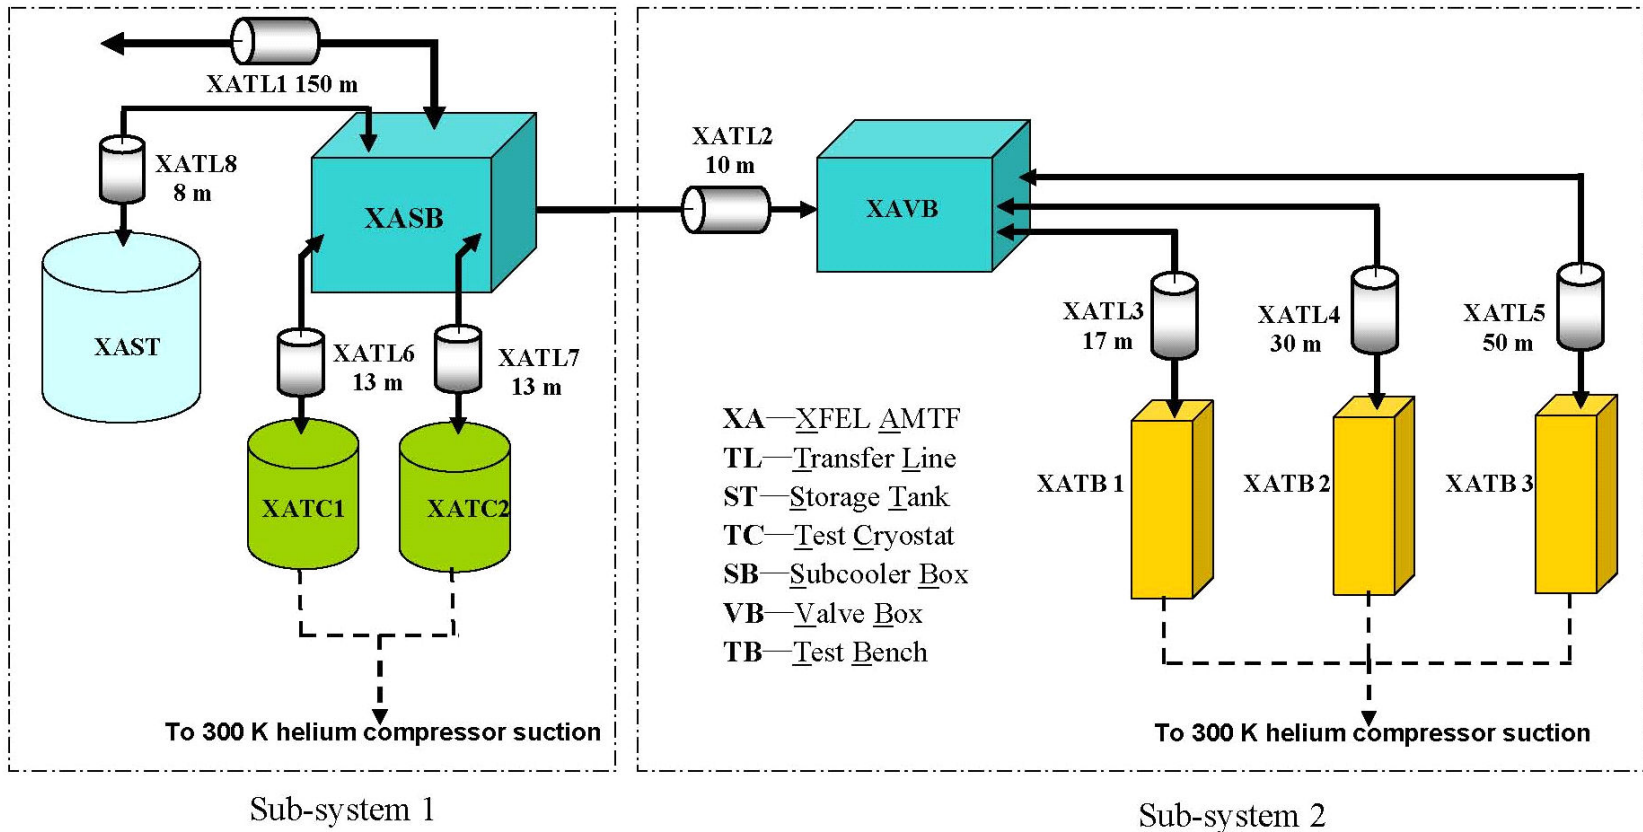 XATL1 150 m
XATL8
8 m
XASB
XAST
XATL6
13 m
XATL7
13 m
XATC1
XATC2
To 300 K helium compressor suction
Sub-system 1
XATL2
10 m
XAVB
XATL3
17 m
XATL4
30 m
XATL5
50 m
XA—XFEL AMTF
TL—Transfer Line
ST—Storage Tank
TC—Test Cryostat
SB—Subcooler Box
VB—Valve Box
TB—Test Bench
XATB 1
XATB 2
XATB 3
To 300 K helium compressor suction
Sub-system 2